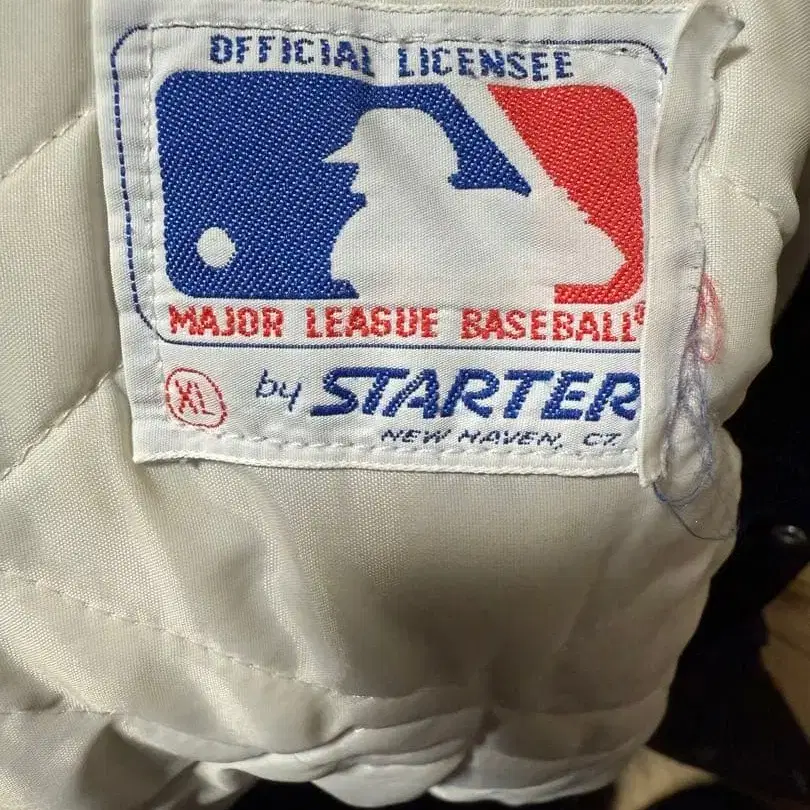 OFFICIAL LICENSEE
MAJOR LEAGUE BASEBALL®
XL by STARTER
NEW HAVEN, CT.